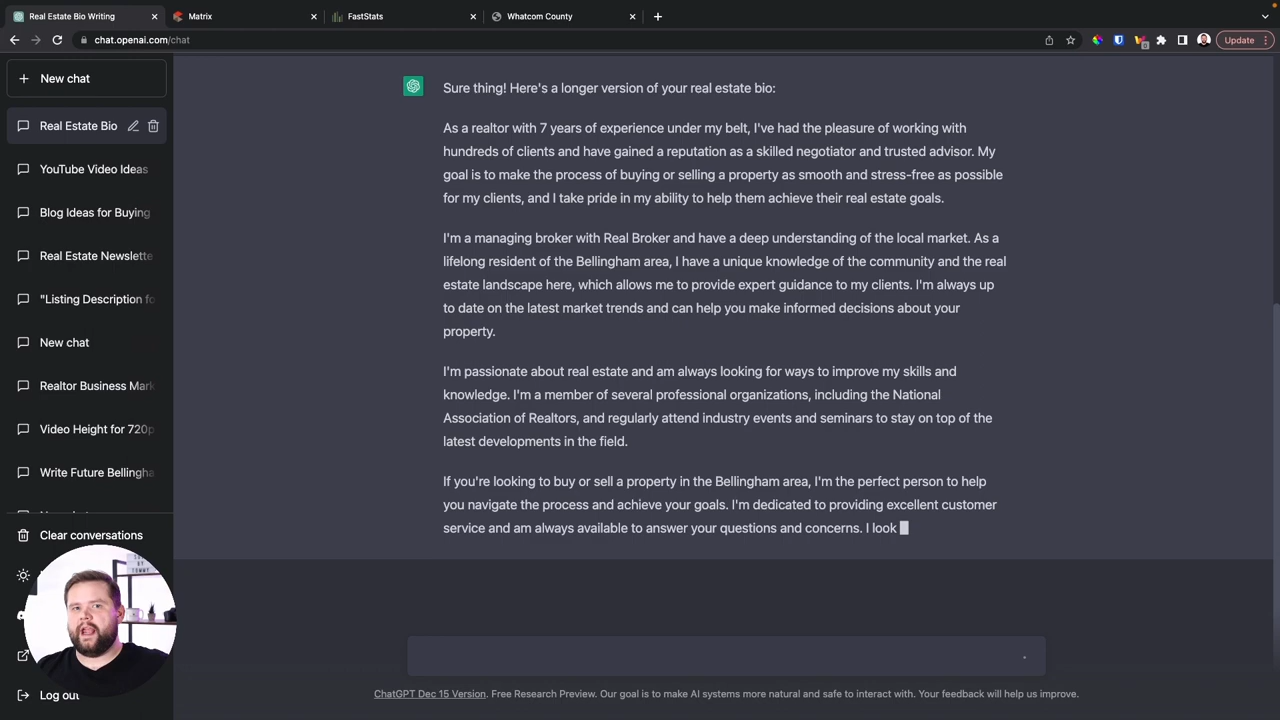 Real Estate Bio Writing
Matrix
FastStats
Whatcom County
chat.openai.com/chat
Update
New chat
Real Estate Bio
YouTube Video Ideas
Blog Ideas for Buying
Real Estate Newslette
"Listing Description fo
New chat
Realtor Business Mark
Video Height for 720p
Write Future Bellingha
Clear conversations
Log out
Sure thing! Here's a longer version of your real estate bio:
As a realtor with 7 years of experience under my belt, I've had the pleasure of working with
hundreds of clients and have gained a reputation as a skilled negotiator and trusted advisor. My
goal is to make the process of buying or selling a property as smooth and stress-free as possible
for my clients, and I take pride in my ability to help them achieve their real estate goals.
I'm a managing broker with Real Broker and have a deep understanding of the local market. As a
lifelong resident of the Bellingham area, I have a unique knowledge of the community and the real
estate landscape here, which allows me to provide expert guidance to my clients. I'm always up
to date on the latest market trends and can help you make informed decisions about your
property.
I'm passionate about real estate and am always looking for ways to improve my skills and
knowledge. I'm a member of several professional organizations, including the National
Association of Realtors, and regularly attend industry events and seminars to stay on top of the
latest developments in the field.
If you're looking to buy or sell a property in the Bellingham area, I'm the perfect person to help
you navigate the process and achieve your goals. I'm dedicated to providing excellent customer
service and am always available to answer your questions and concerns. I look
ChatGPT Dec 15 Version. Free Research Preview. Our goal is to make AI systems more natural and safe to interact with. Your feedback will help us improve.